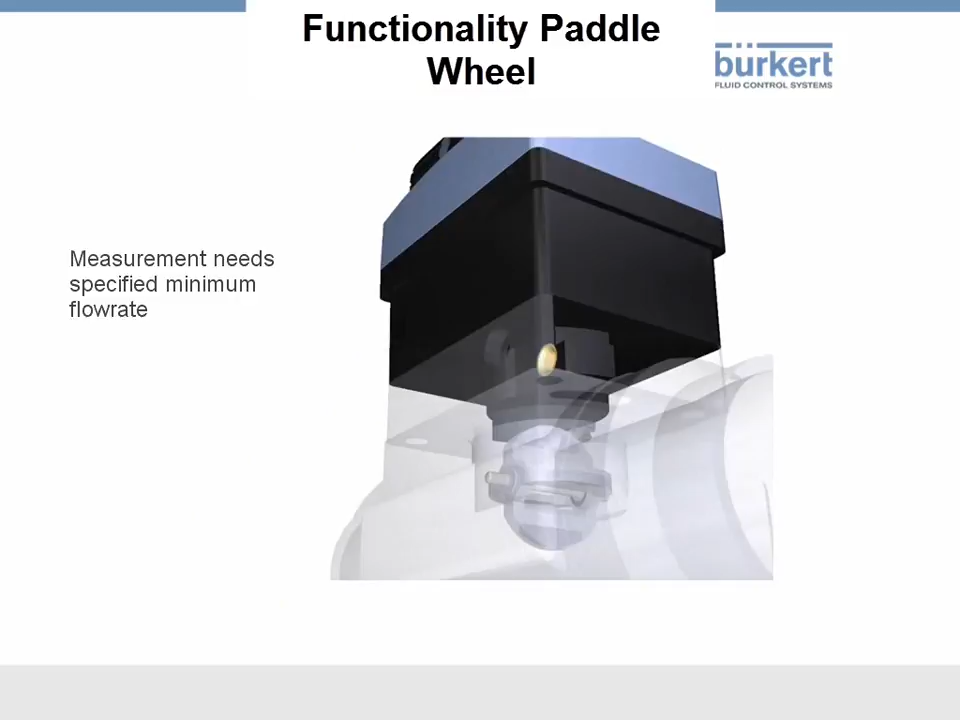 Functionality Paddle
Wheel
bürkert
FLUID CONTROL SYSTEMS
Measurement needs
specified minimum
flowrate